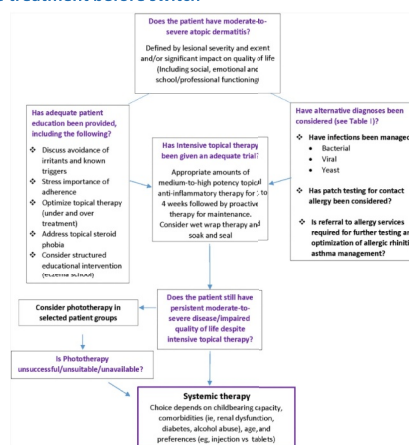 Does the patient have moderate-to-
severe atopic dermatitis?
Defined by lesional severity and extent
and/or significant impact on quality of life
(Including social, emotional and
school/professional functioning)
Has adequate patient
education been provided,
including the following?
❖ Discuss avoidance of
irritants and known
triggers
❖ Stress importance of
adherence
❖ Optimize topical therapy
(under and over
treatment)
❖ Address topical steroid
phobia
❖ Consider structured
educational intervention
(eczema school)
Has Intensive topical therapy
been given an adequate trial?
Appropriate amounts of
medium-to-high potency topical
anti-inflammatory therapy for
4 weeks followed by proactive
therapy for maintenance.
Consider wet wrap therapy and
soak and seal
Have alternative diagnoses been
considered (see Table I)?
❖ Have infections been managed
• Bacterial
• Viral
• Yeast
❖ Has patch testing for contact
allergy been considered?
❖ Is referral to allergy services
required for further testing an
optimization of allergic rhiniti
asthma management?
Consider phototherapy in
selected patient groups
Does the patient still have
persistent moderate-to-
severe disease/impaired
quality of life despite
intensive topical therapy?
Is Phototherapy
unsuccessful/unsuitable/unavailable?
Systemic therapy
Choice depends on childbearing capacity,
comorbidities (ie, renal dysfunction,
diabetes, alcohol abuse), age, and
preferences (eg, injection vs tablets)